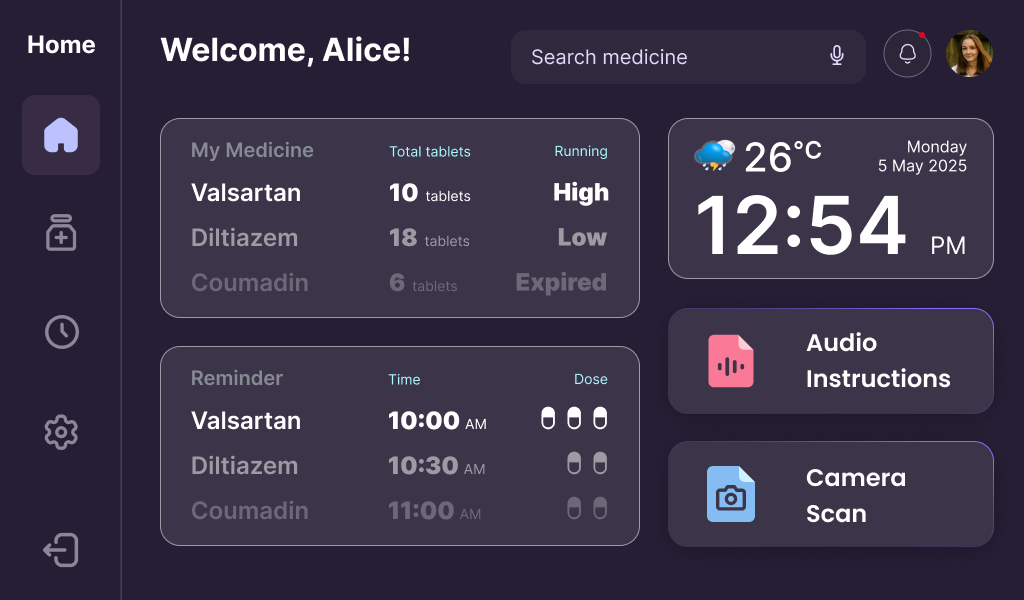 Home
Welcome, Alice!
Search medicine
My Medicine Total tablets Running
Valsartan 10 tablets High
Diltiazem 18 tablets Low
Coumadin 6 tablets Expired
26°C
Monday
5 May 2025
12:54 PM
Reminder Time Dose
Valsartan 10:00 AM
Diltiazem 10:30 AM
Coumadin 11:00 AM
Audio
Instructions
Camera
Scan